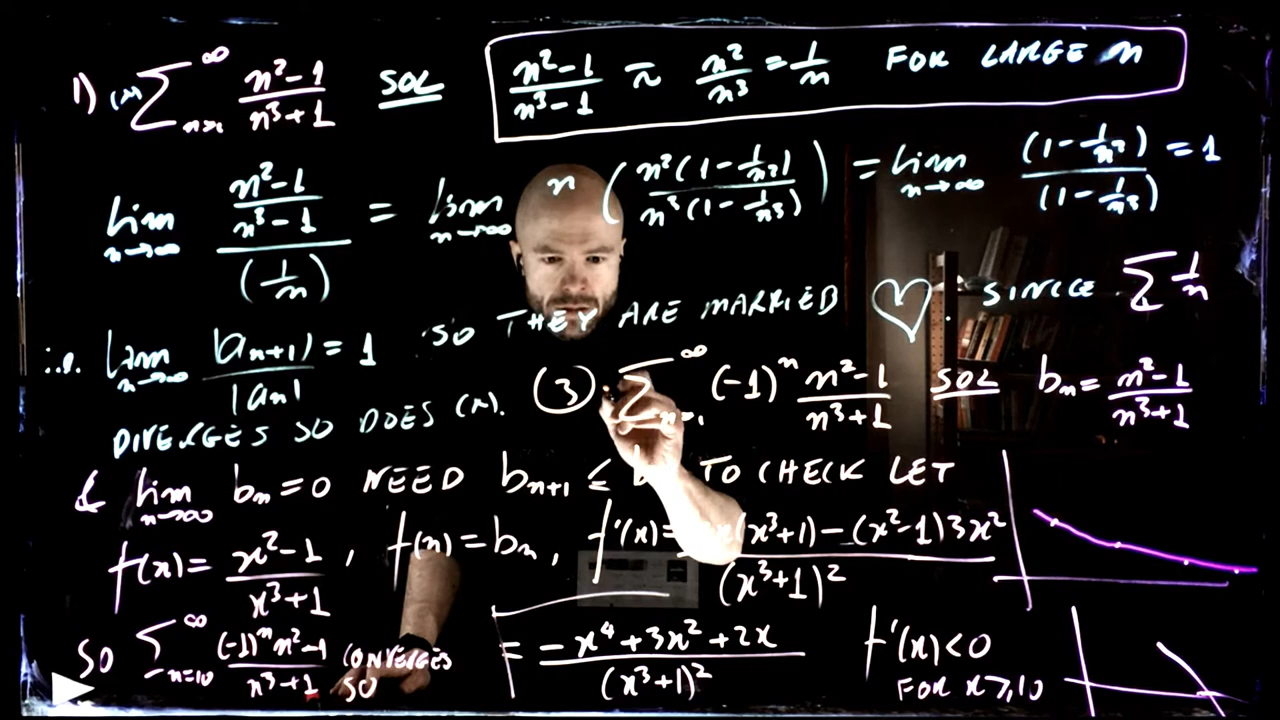 1) (*) ∑_{n=1}^{∞} (n²-1)/(n³+1) SOL (n²-1)/(n³-1) ≈ n²/n³ = 1/n FOR LARGE n
lim_{n→∞} ((n²-1)/(n³-1))/(1/n) = lim_{n→∞} n (n²(1-1/n²)/n³(1-1/n³)) = lim_{n→∞} (1-1/n²)/(1-1/n³) = 1
i.e. lim_{n→∞} |a_{n+1}|/|a_n| = 1 SO THEY ARE MARRIED ♡. SINCE ∑ 1/n
DIVERGES SO DOES (*). (3) ∑_{n=1}^{∞} (-1)^n (n²-1)/(n³+1) SOL b_n = (n²-1)/(n³+1)
& lim_{n→∞} b_n = 0 NEED b_{n+1} ≤ b TO CHECK LET
f(x) = (x²-1)/(x³+1), f(n) = b_n, f'(x) = x(x³+1)-(x²-1)3x²/(x³+1)²
SO ∑_{n=10}^{∞} (-1)^n n²-1/n³+1 CONVERGES SO = -x⁴+3x²+2x/(x³+1)² f'(x)<0
FOR x≥10